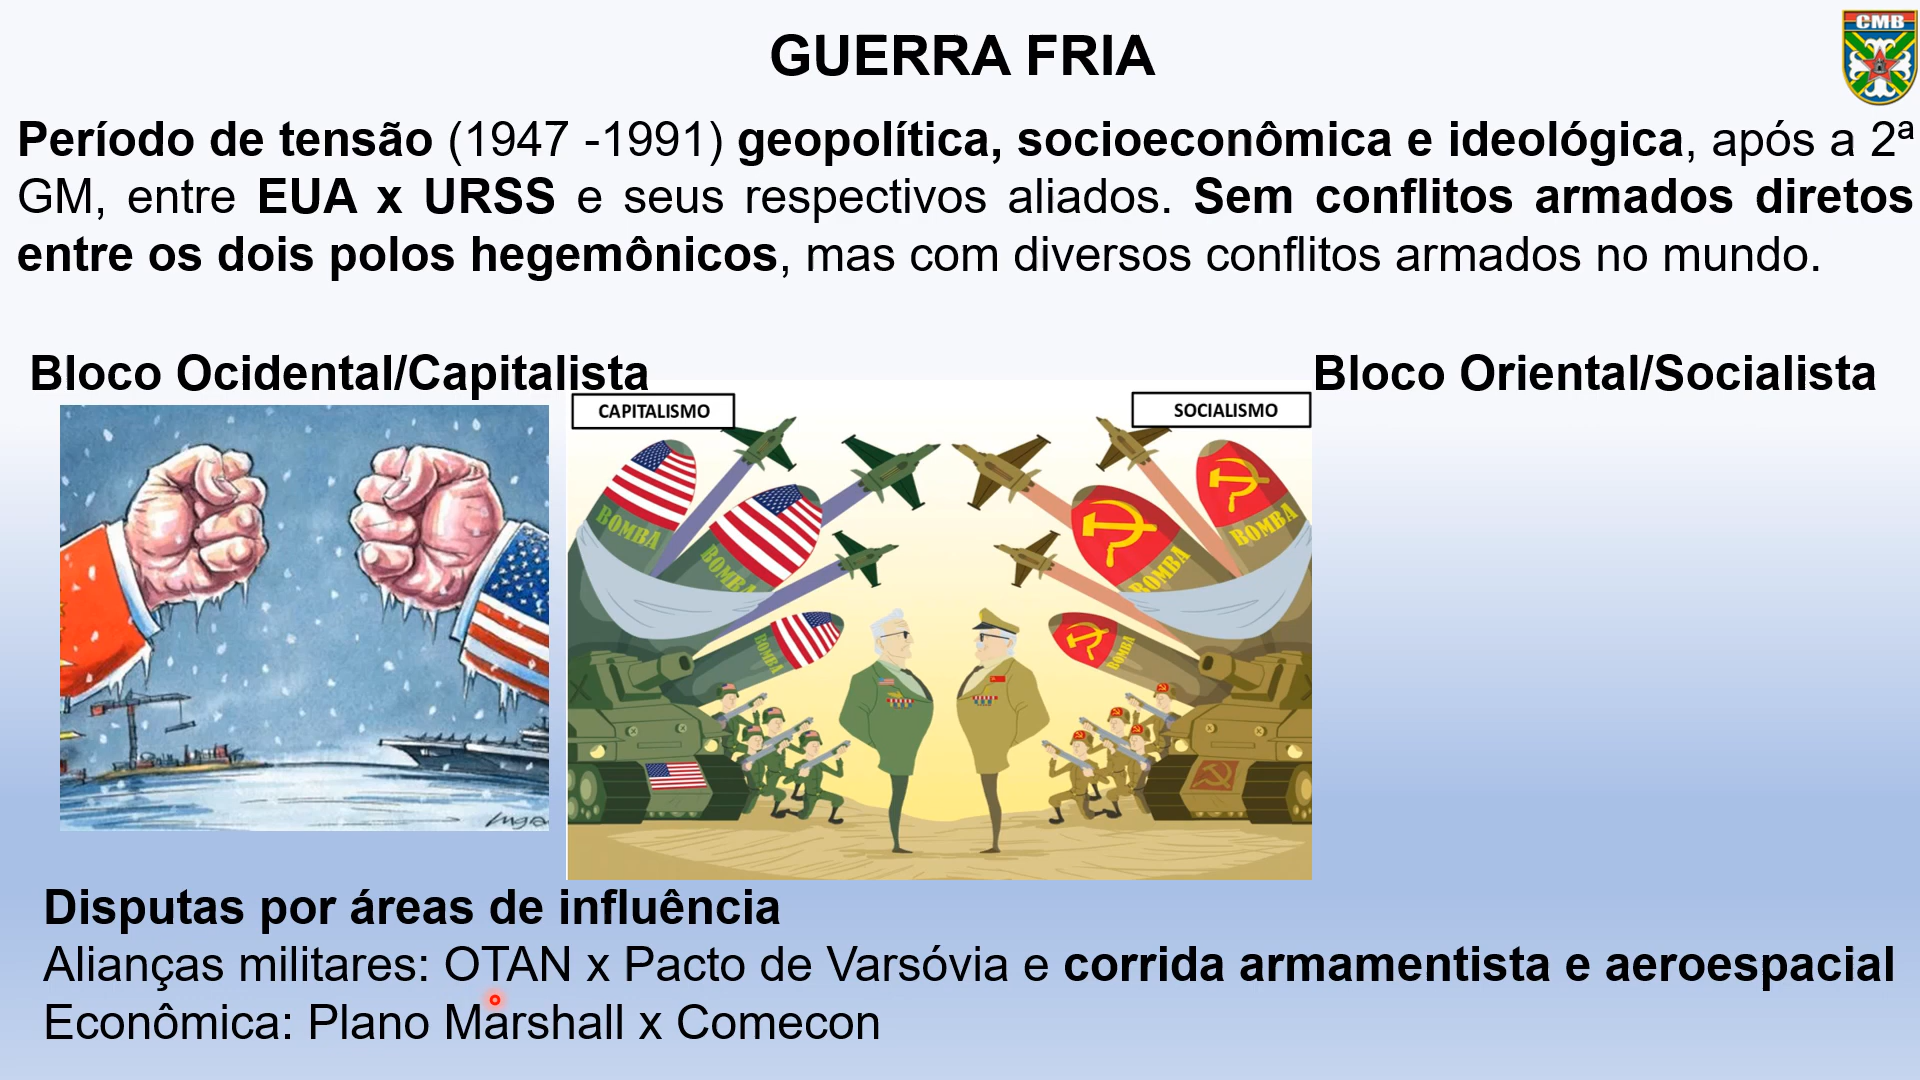 GUERRA FRIA
CMB
Período de tensão (1947 -1991) geopolítica, socioeconômica e ideológica, após a 2ª
GM, entre EUA x URSS e seus respectivos aliados. Sem conflitos armados diretos
entre os dois polos hegemônicos, mas com diversos conflitos armados no mundo.
Bloco Ocidental/Capitalista
Bloco Oriental/Socialista
CAPITALISMO
SOCIALISMO
BOMBA
BOMBA
BOMBA
BOMBA
BOMBA
BOMBA
Disputas por áreas de influência
Alianças militares: OTAN x Pacto de Varsóvia e corrida armamentista e aeroespacial
Econômica: Plano Marshall x Comecon